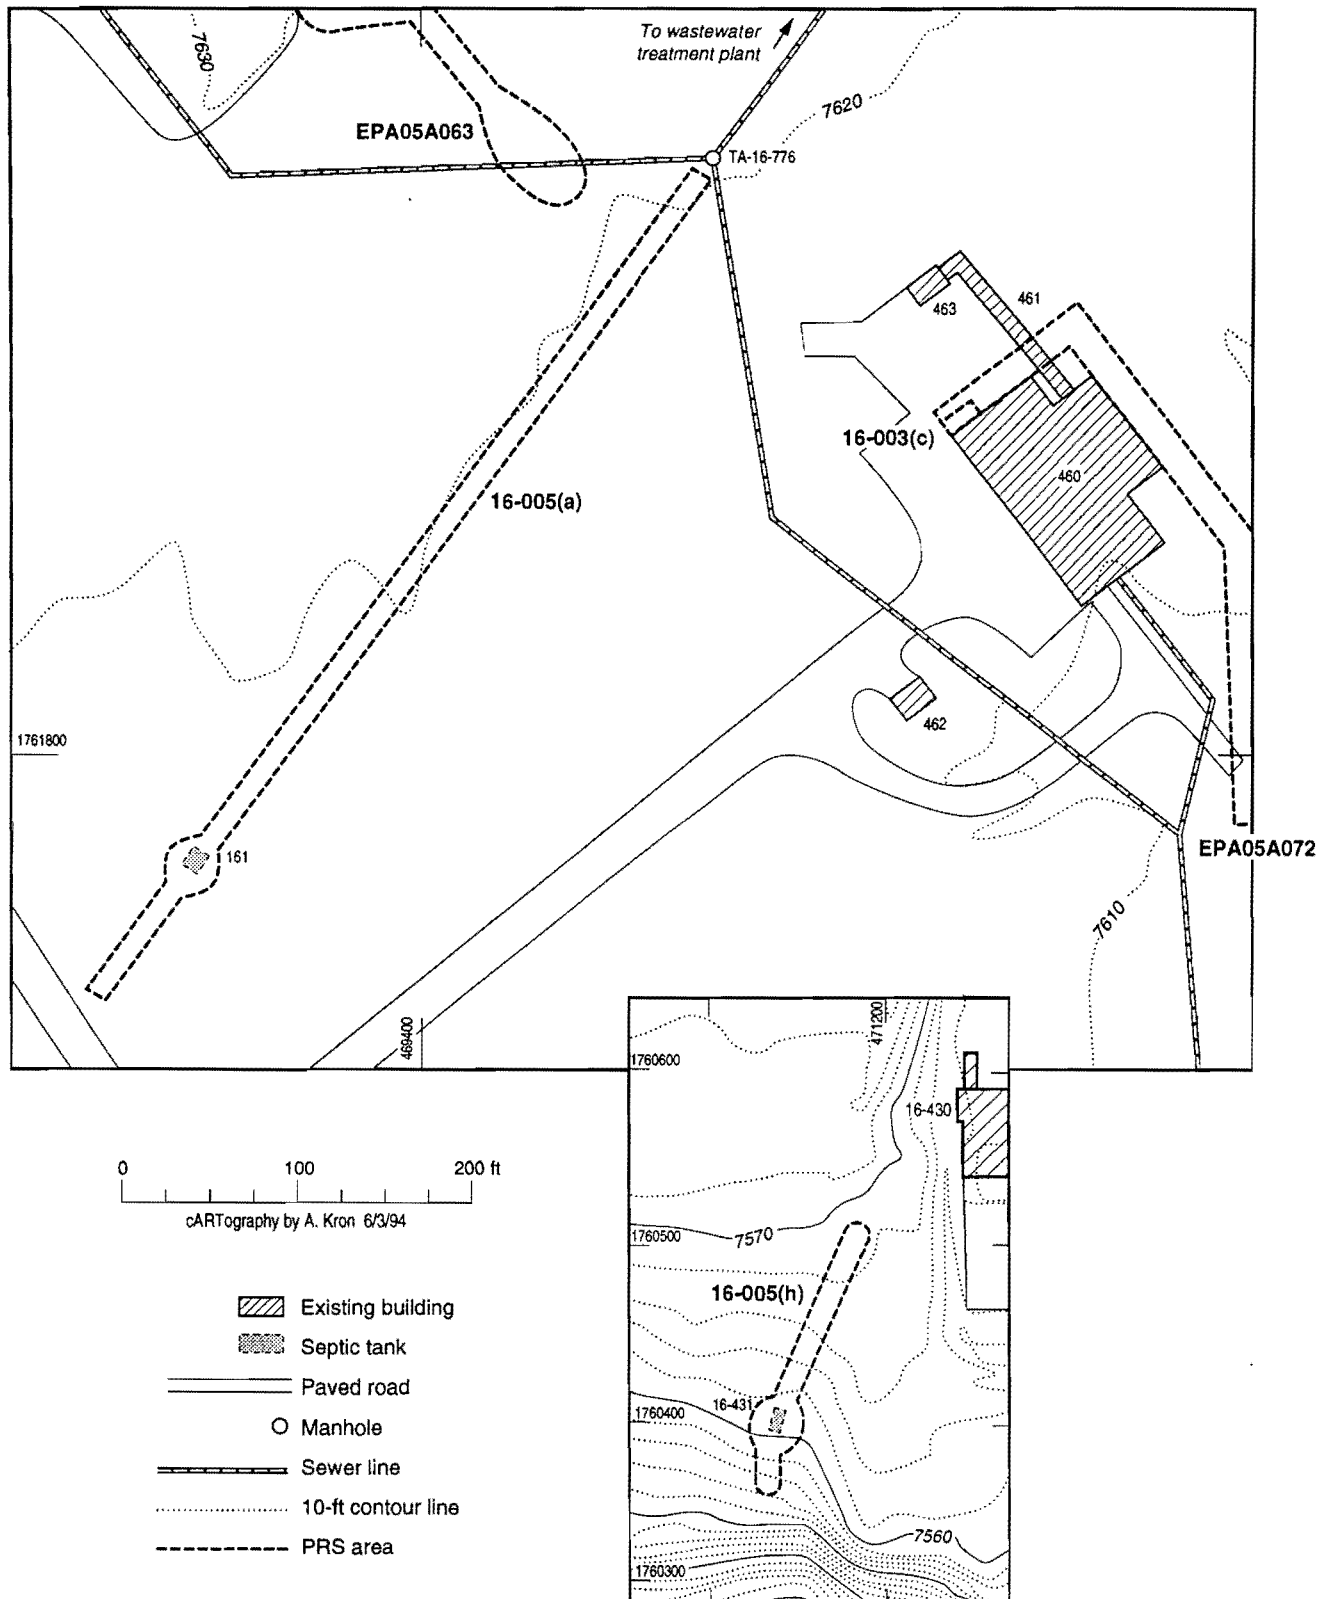 To wastewater
treatment plant
7630
7620
EPA05A063
TA-16-776
461
463
16-003(c)
460
16-005(a)
462
1761800
EPA05A072
161
7610
469400
471200
1760600
16-430
0 100 200 ft
cARTography by A. Kron 6/3/94
1760500
7570
16-005(h)
Existing building
Septic tank
Paved road
16-431
1760400
Manhole
Sewer line
10-ft contour line
7560
PRS area
1760300